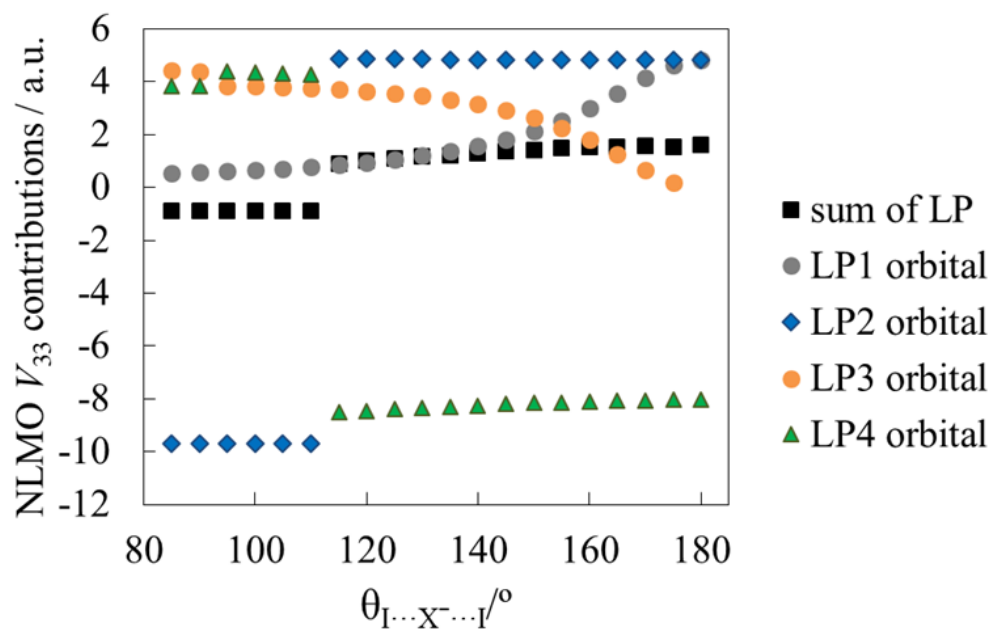 NLMO V33 contributions / a.u.
6
4
2
0
-2
-4
-6
-8
-10
-12
80 100 120 140 160 180
θI⋯X-⋯I/º
sum of LP
LP1 orbital
LP2 orbital
LP3 orbital
LP4 orbital